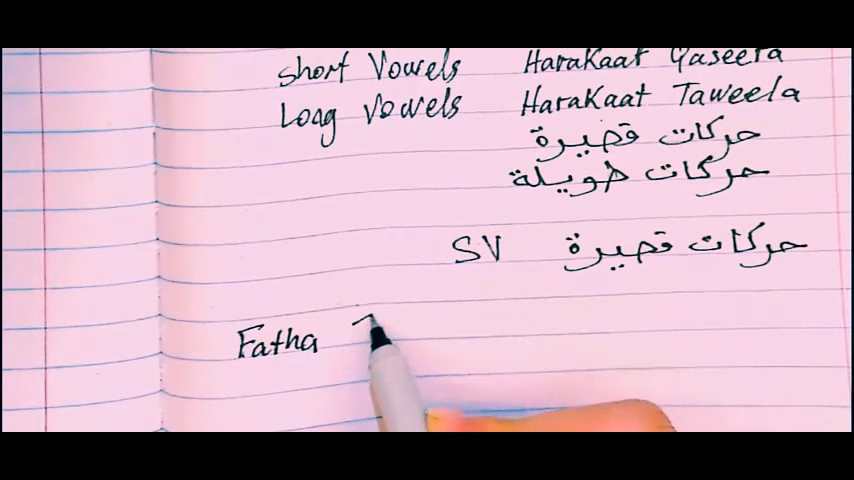 Short Vowels HaraKaat Qaseera
Long Vowels HaraKaat Taweela
حركات قصيرة
حركات طويلة
SV حركات قصيرة
Fatha